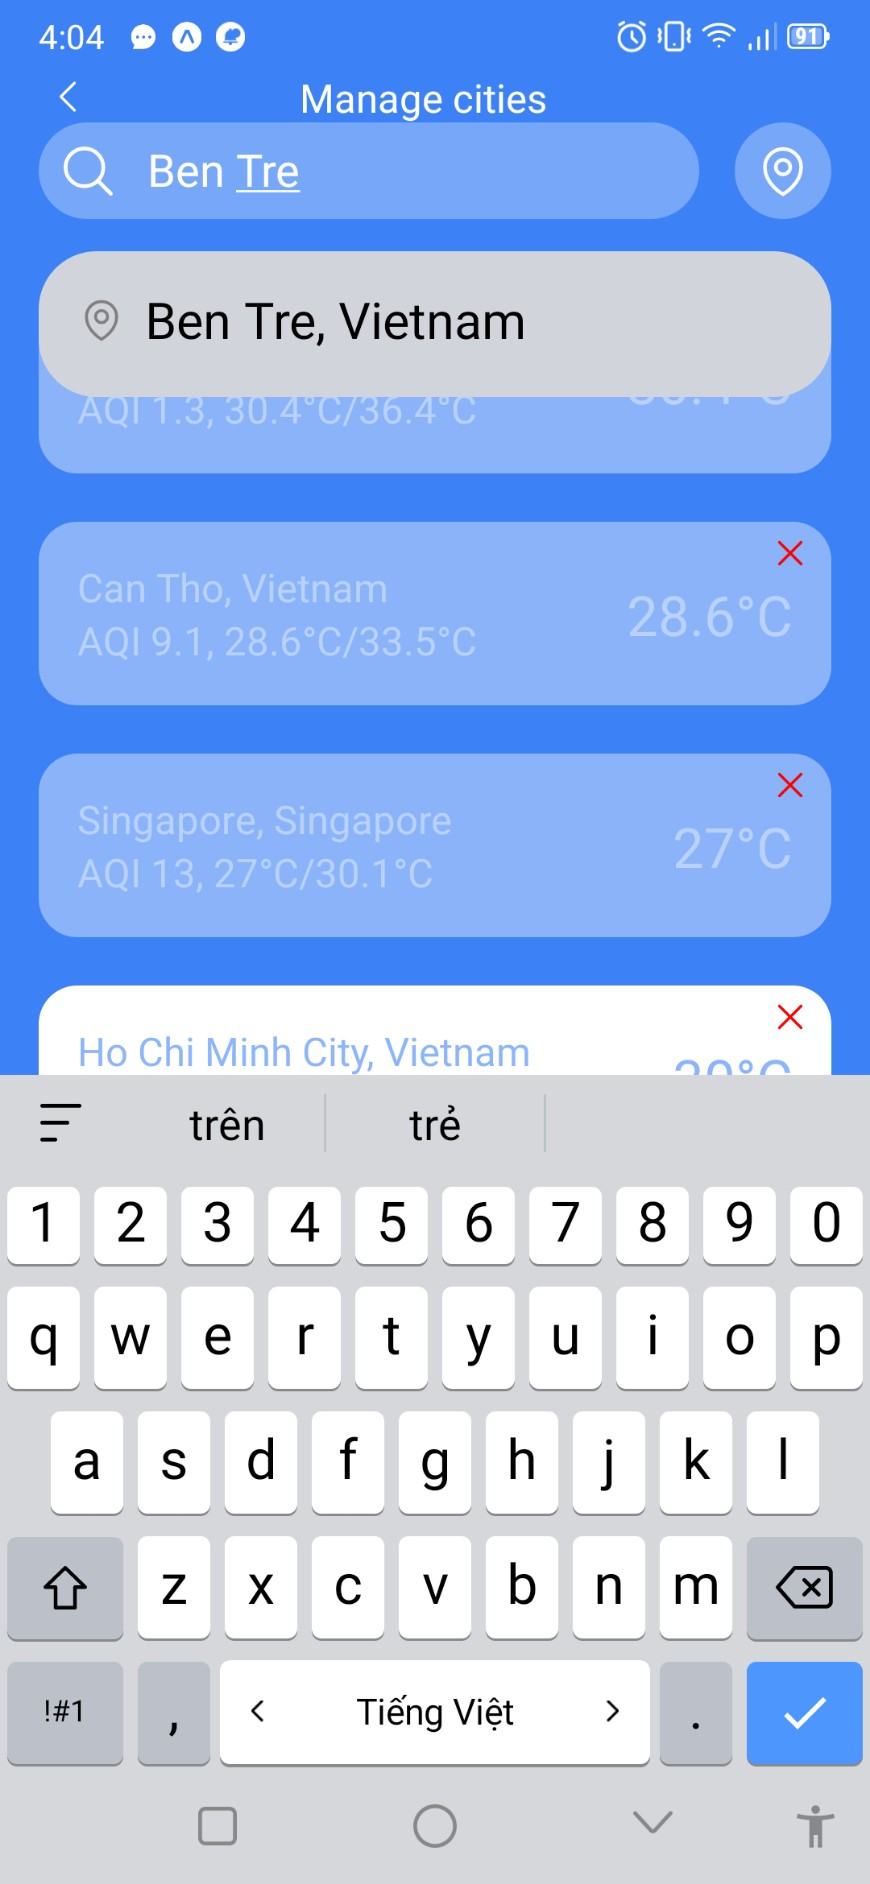 4:04
91
Manage cities
Ben Tre
Ben Tre, Vietnam
AQI 1.3, 30.4°C/36.4°C
Can Tho, Vietnam
AQI 9.1, 28.6°C/33.5°C
28.6°C
Singapore, Singapore
AQI 13, 27°C/30.1°C
27°C
Ho Chi Minh City, Vietnam
trên trẻ
1 2 3 4 5 6 7 8 9 0
q w e r t y u i o p
a s d f g h j k l
z x c v b n m
!#1 , < Tiếng Việt > .